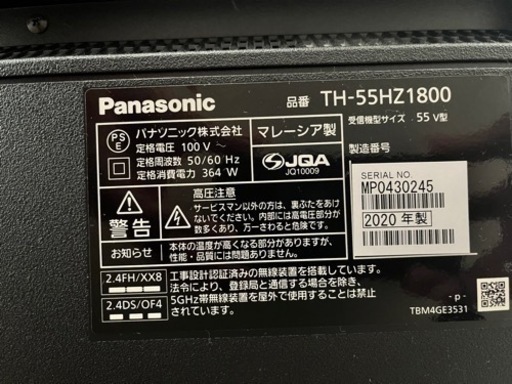 Panasonic
品番 TH-55HZ1800
受信機型サイズ 55 V型
PSE
パナソニック株式会社
定格電圧 100 V~
定格周波数 50/60 Hz
定格消費電力 364 W
マレーシア製
JQA
JQ10009
製造番号
SERIAL NO.
MP0430245
2020 年製
警告
高圧注意
サービスマン以外の方は、裏ぶたをあけ
ないでください。内部には高電圧部分が
数多くあり、万一さわると危険です。
お知らせ
本体の温度が高くなる部分がありますが、
性能・品質には問題ありません。
2.4FH/XX8
2.4DS/OF4
工事設計認証済みの無線装置を搭載しています。
法令により、登録局と通信する場合を除き、
5GHz帯無線装置を屋外で使用することは禁止
されています。
- p -
TBM4GE3531